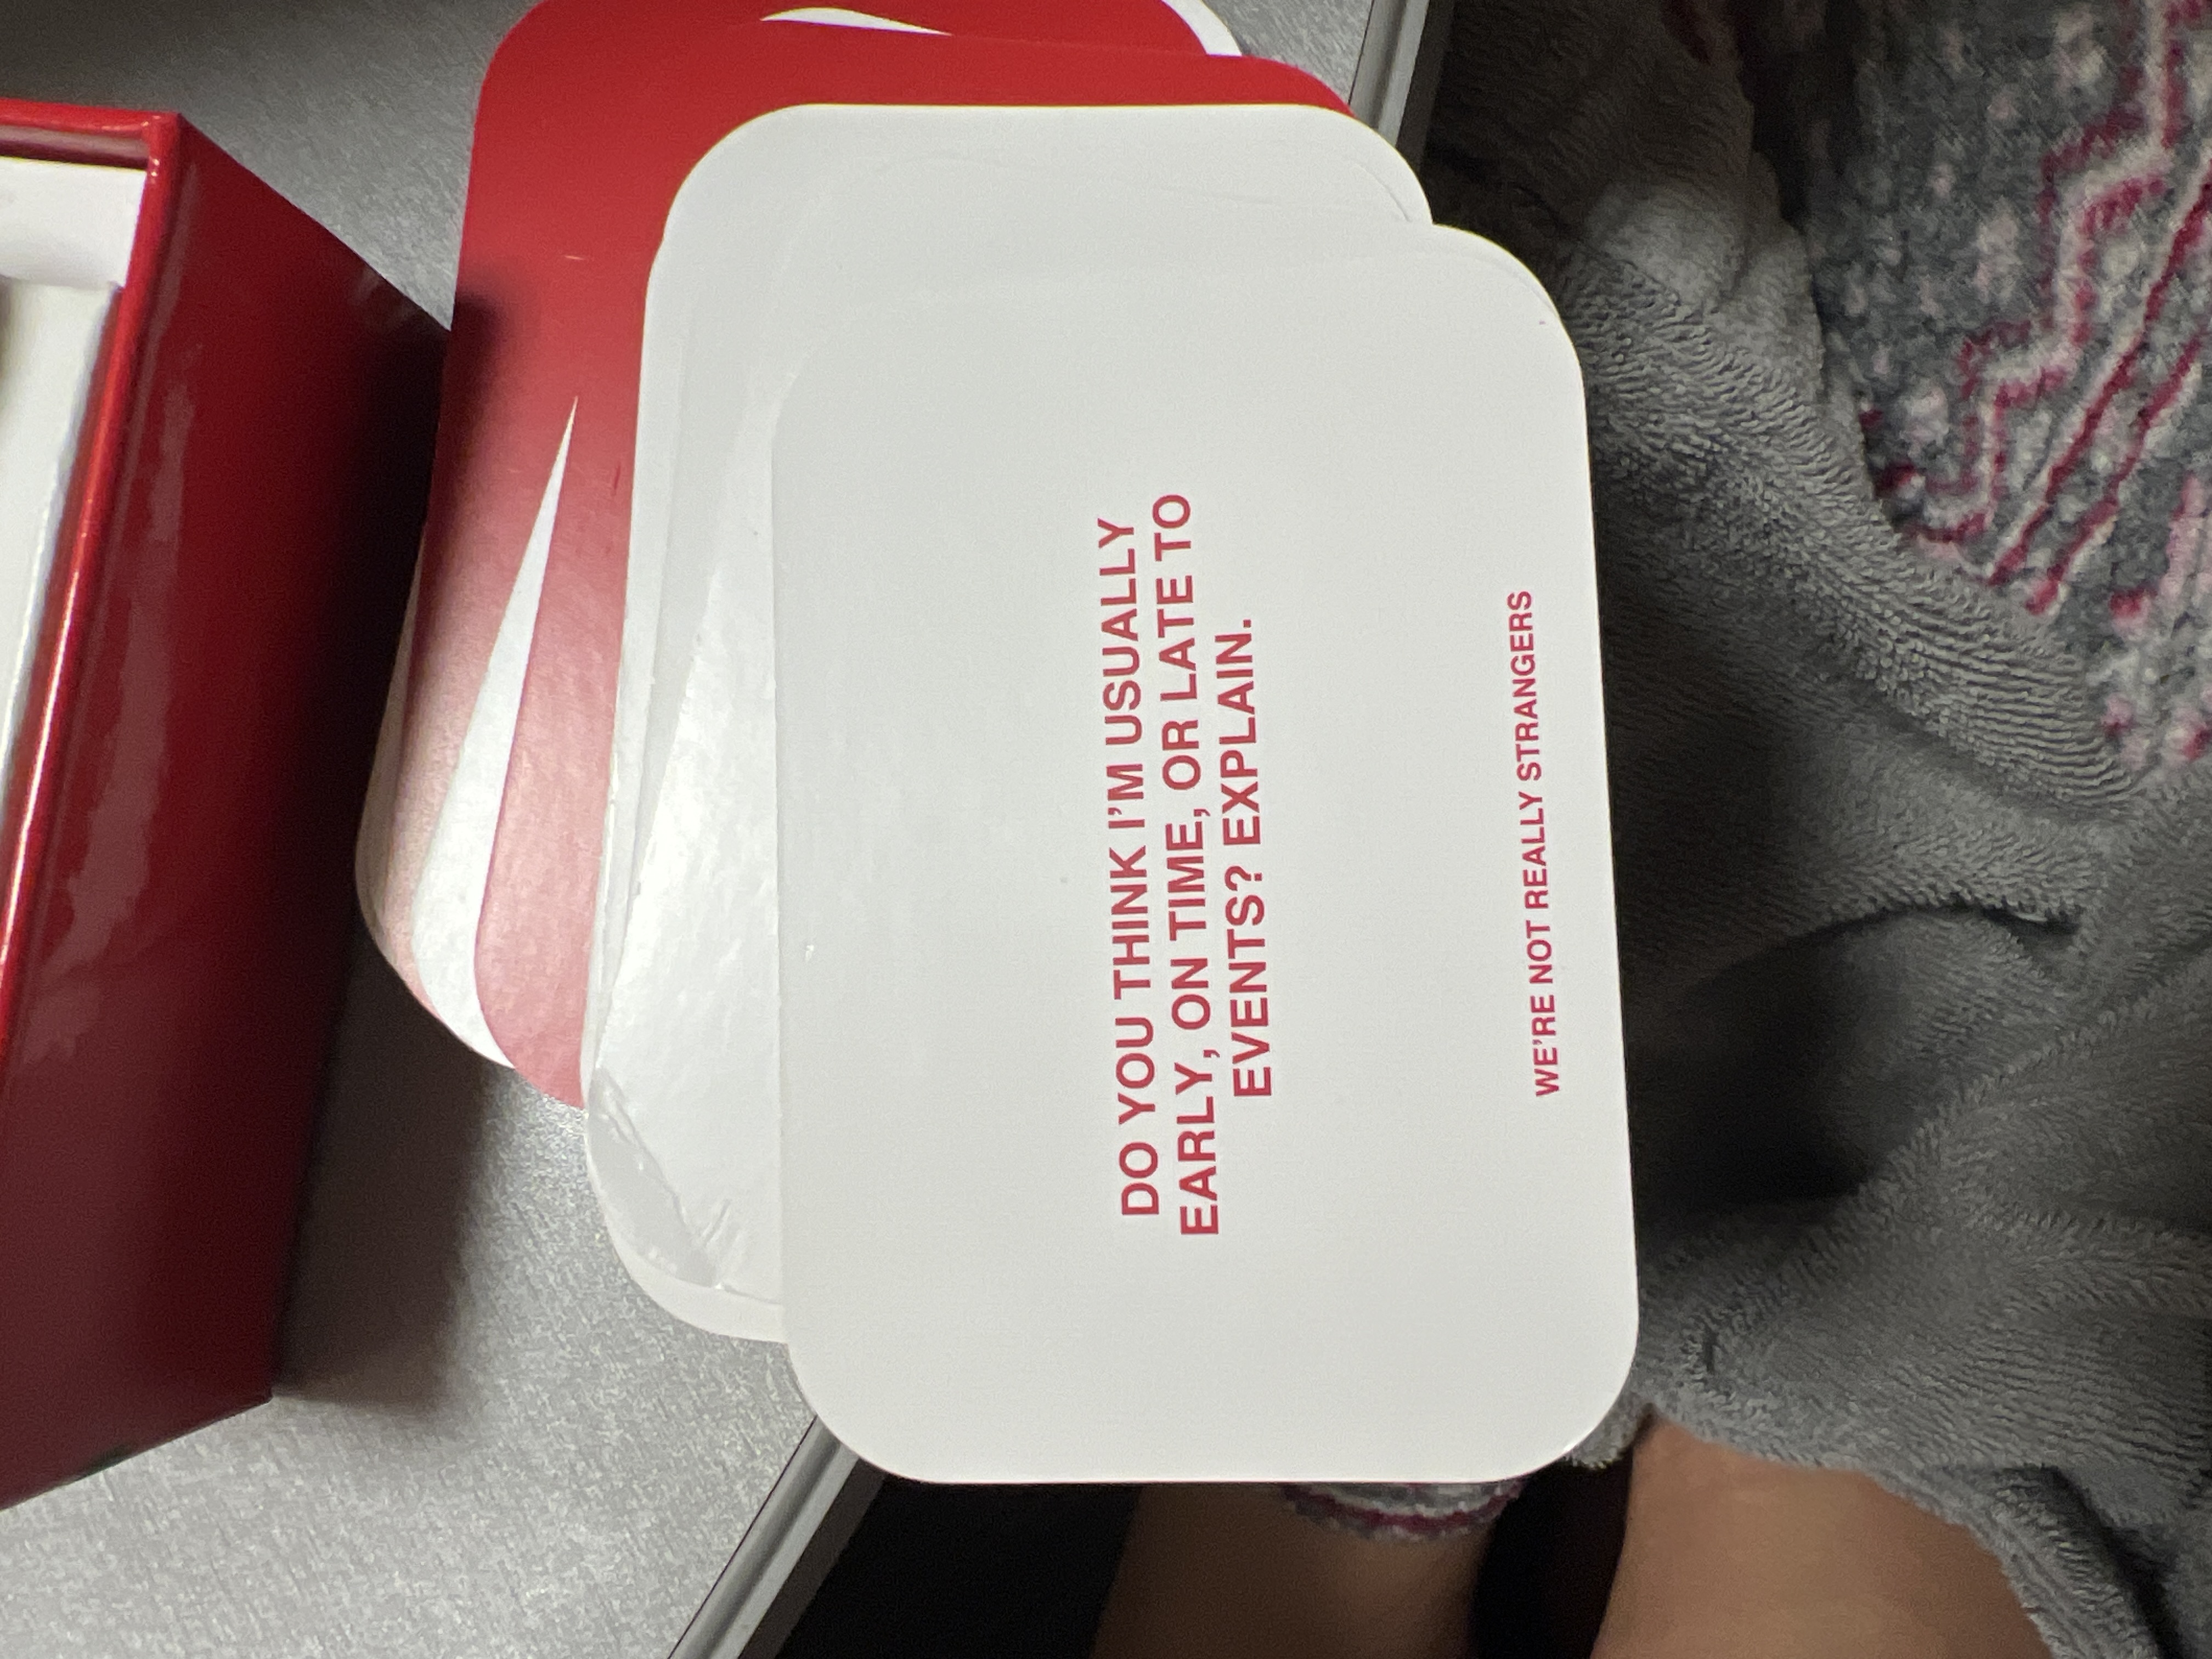 DO YOU THINK I'M USUALLY
EARLY, ON TIME, OR LATE TO
EVENTS? EXPLAIN.
WE'RE NOT REALLY STRANGERS